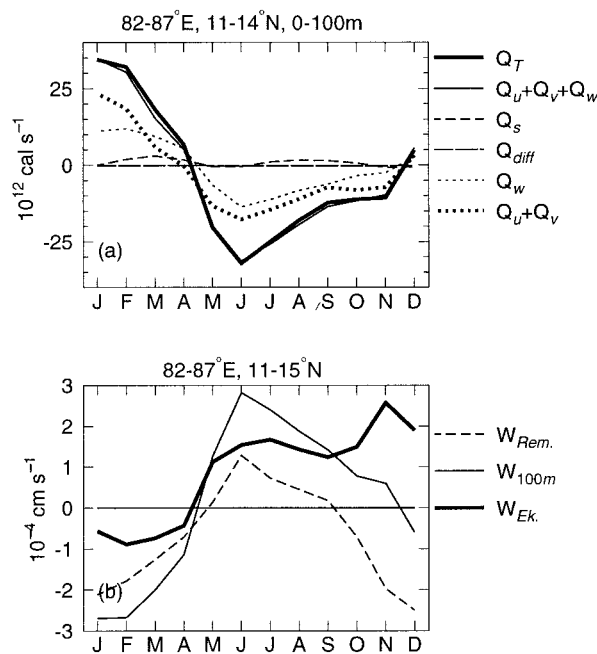 82-87°E, 11-14°N, 0-100m
25
0
-25
10¹² cal s⁻¹
(a)
J F M A M J J A S O N D
Q_T
Q_u+Q_v+Q_w
Q_s
Q_diff
Q_w
Q_u+Q_v
82-87°E, 11-15°N
3
2
1
0
-1
-2
-3
10⁻⁴ cm s⁻¹
(b)
J F M A M J J A S O N D
W_Rem.
W_100m
W_Ek.